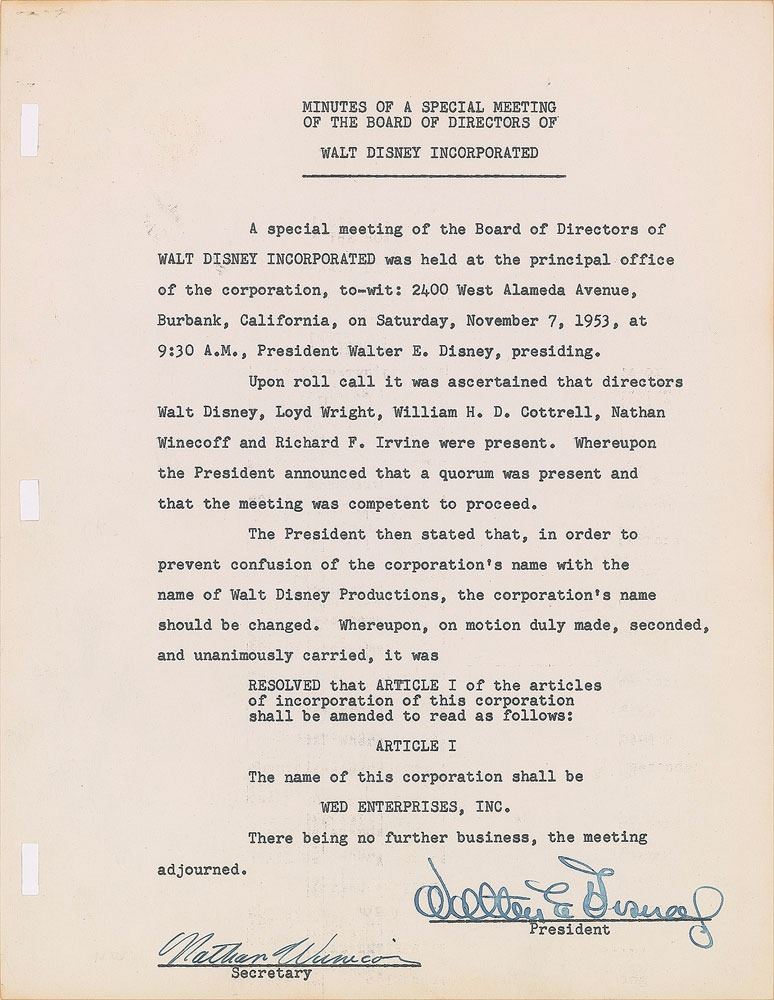 MINUTES OF A SPECIAL MEETING
OF THE BOARD OF DIRECTORS OF
WALT DISNEY INCORPORATED
A special meeting of the Board of Directors of
WALT DISNEY INCORPORATED was held at the principal office
of the corporation, to-wit: 2400 West Alameda Avenue,
Burbank, California, on Saturday, November 7, 1953, at
9:30 A.M., President Walter E. Disney, presiding.
Upon roll call it was ascertained that directors
Walt Disney, Loyd Wright, William H. D. Cottrell, Nathan
Winecoff and Richard F. Irvine were present. Whereupon
the President announced that a quorum was present and
that the meeting was competent to proceed.
The President then stated that, in order to
prevent confusion of the corporation's name with the
name of Walt Disney Productions, the corporation's name
should be changed. Whereupon, on motion duly made, seconded,
and unanimously carried, it was
RESOLVED that ARTICLE I of the articles
of incorporation of this corporation
shall be amended to read as follows:
ARTICLE I
The name of this corporation shall be
WED ENTERPRISES, INC.
There being no further business, the meeting
adjourned.
Walter E Disney
President
Nathan Winecoff
Secretary